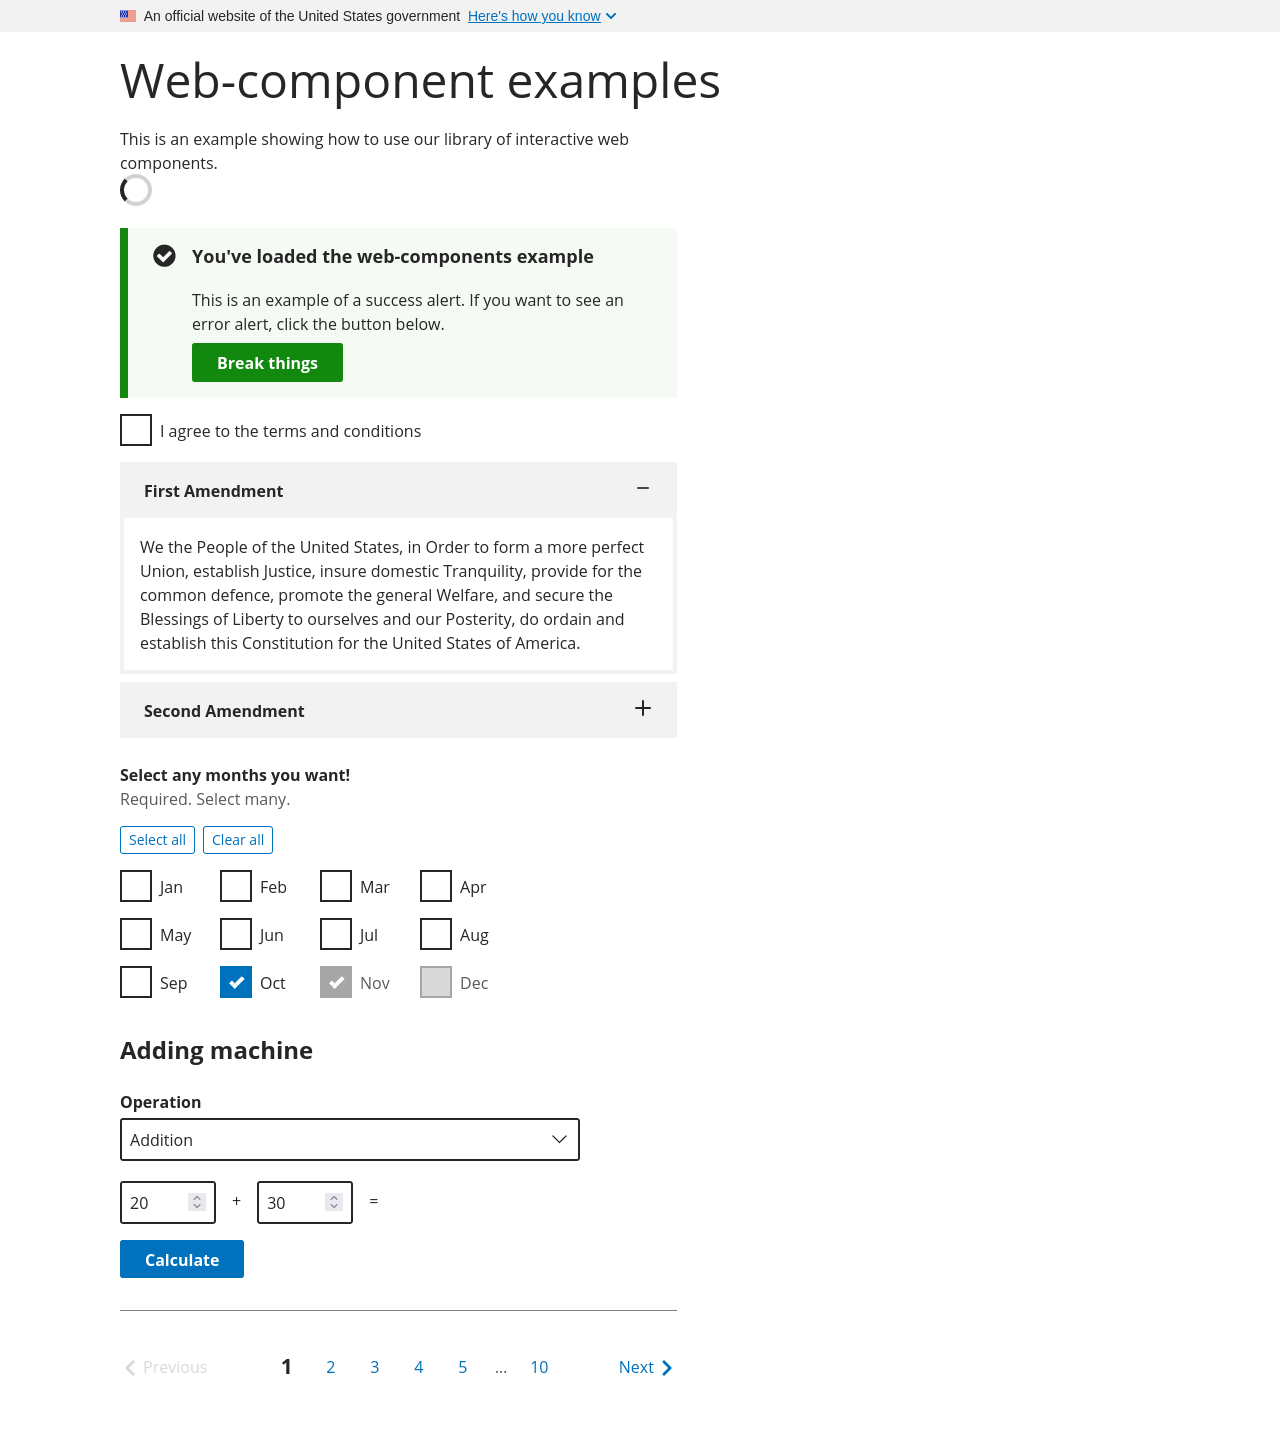 An official website of the United States government Here's how you know
Web-component examples
This is an example showing how to use our library of interactive web
components.
You've loaded the web-components example
This is an example of a success alert. If you want to see an
error alert, click the button below.
Break things
I agree to the terms and conditions
First Amendment
We the People of the United States, in Order to form a more perfect
Union, establish Justice, insure domestic Tranquility, provide for the
common defence, promote the general Welfare, and secure the
Blessings of Liberty to ourselves and our Posterity, do ordain and
establish this Constitution for the United States of America.
Second Amendment
Select any months you want!
Required. Select many.
Select all Clear all
Jan Feb Mar Apr
May Jun Jul Aug
Sep Oct Nov Dec
Adding machine
Operation
Addition
20 + 30 =
Calculate
Previous 1 2 3 4 5 ... 10 Next